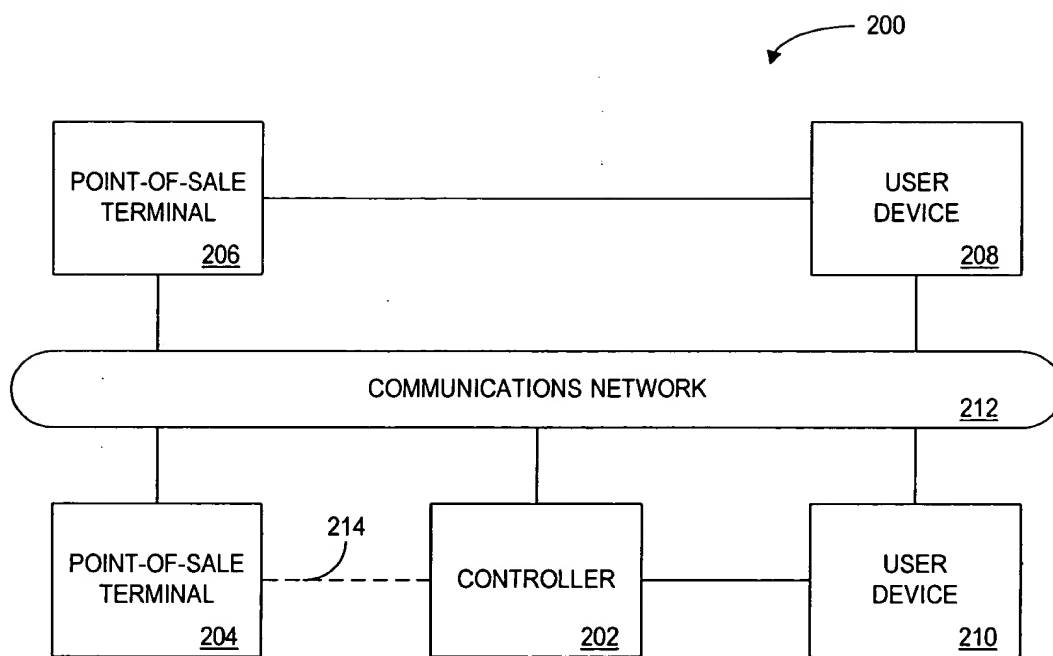 200
POINT-OF-SALE
TERMINAL
206
USER
DEVICE
208
COMMUNICATIONS NETWORK
212
POINT-OF-SALE
TERMINAL
204
214
CONTROLLER
202
USER
DEVICE
210